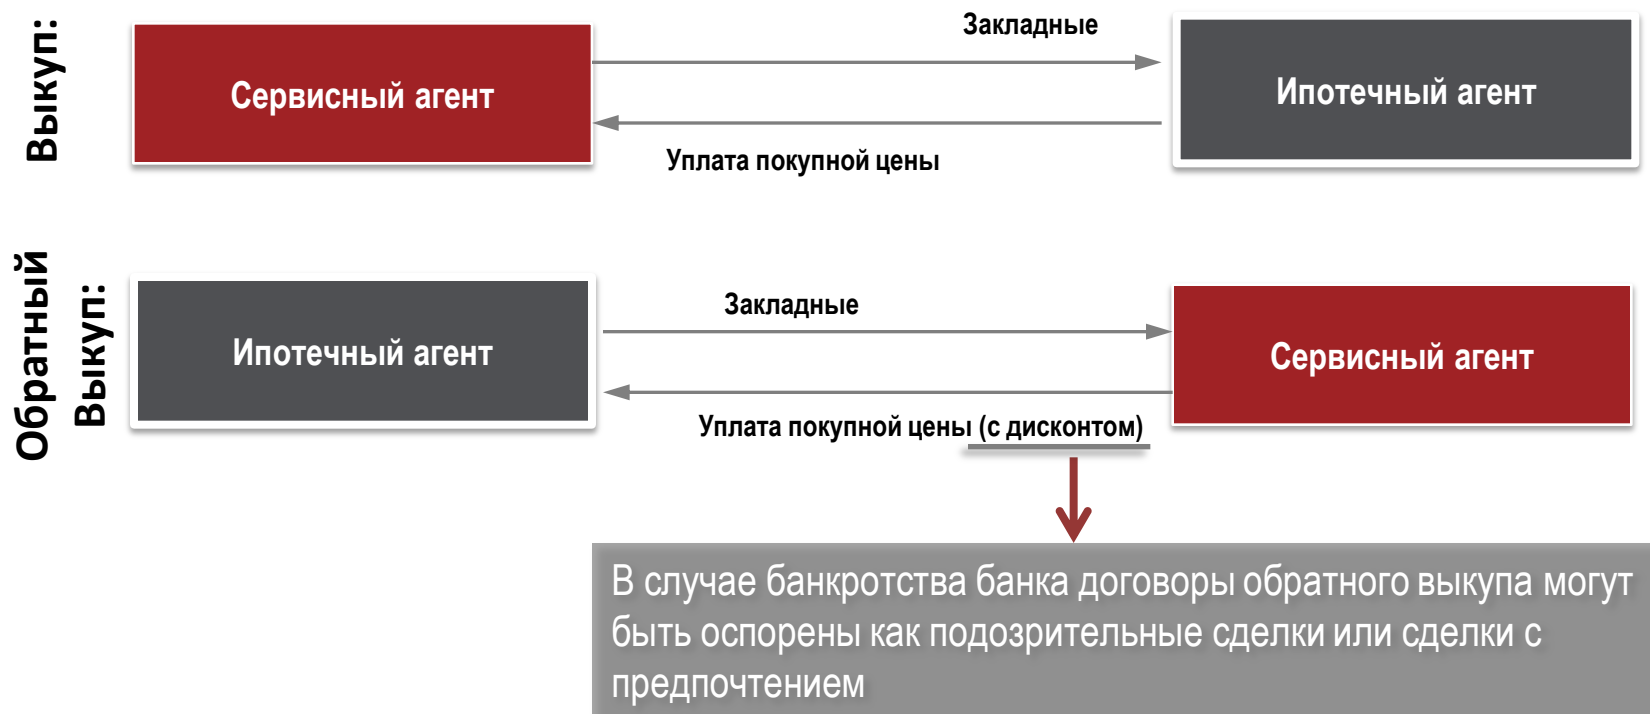 Выкуп:
Закладные
Сервисный агент
Ипотечный агент
Уплата покупной цены
Обратный
Выкуп:
Закладные
Ипотечный агент
Сервисный агент
Уплата покупной цены (с дисконтом)
В случае банкротства банка договоры обратного выкупа могут
быть оспорены как подозрительные сделки или сделки с
предпочтением